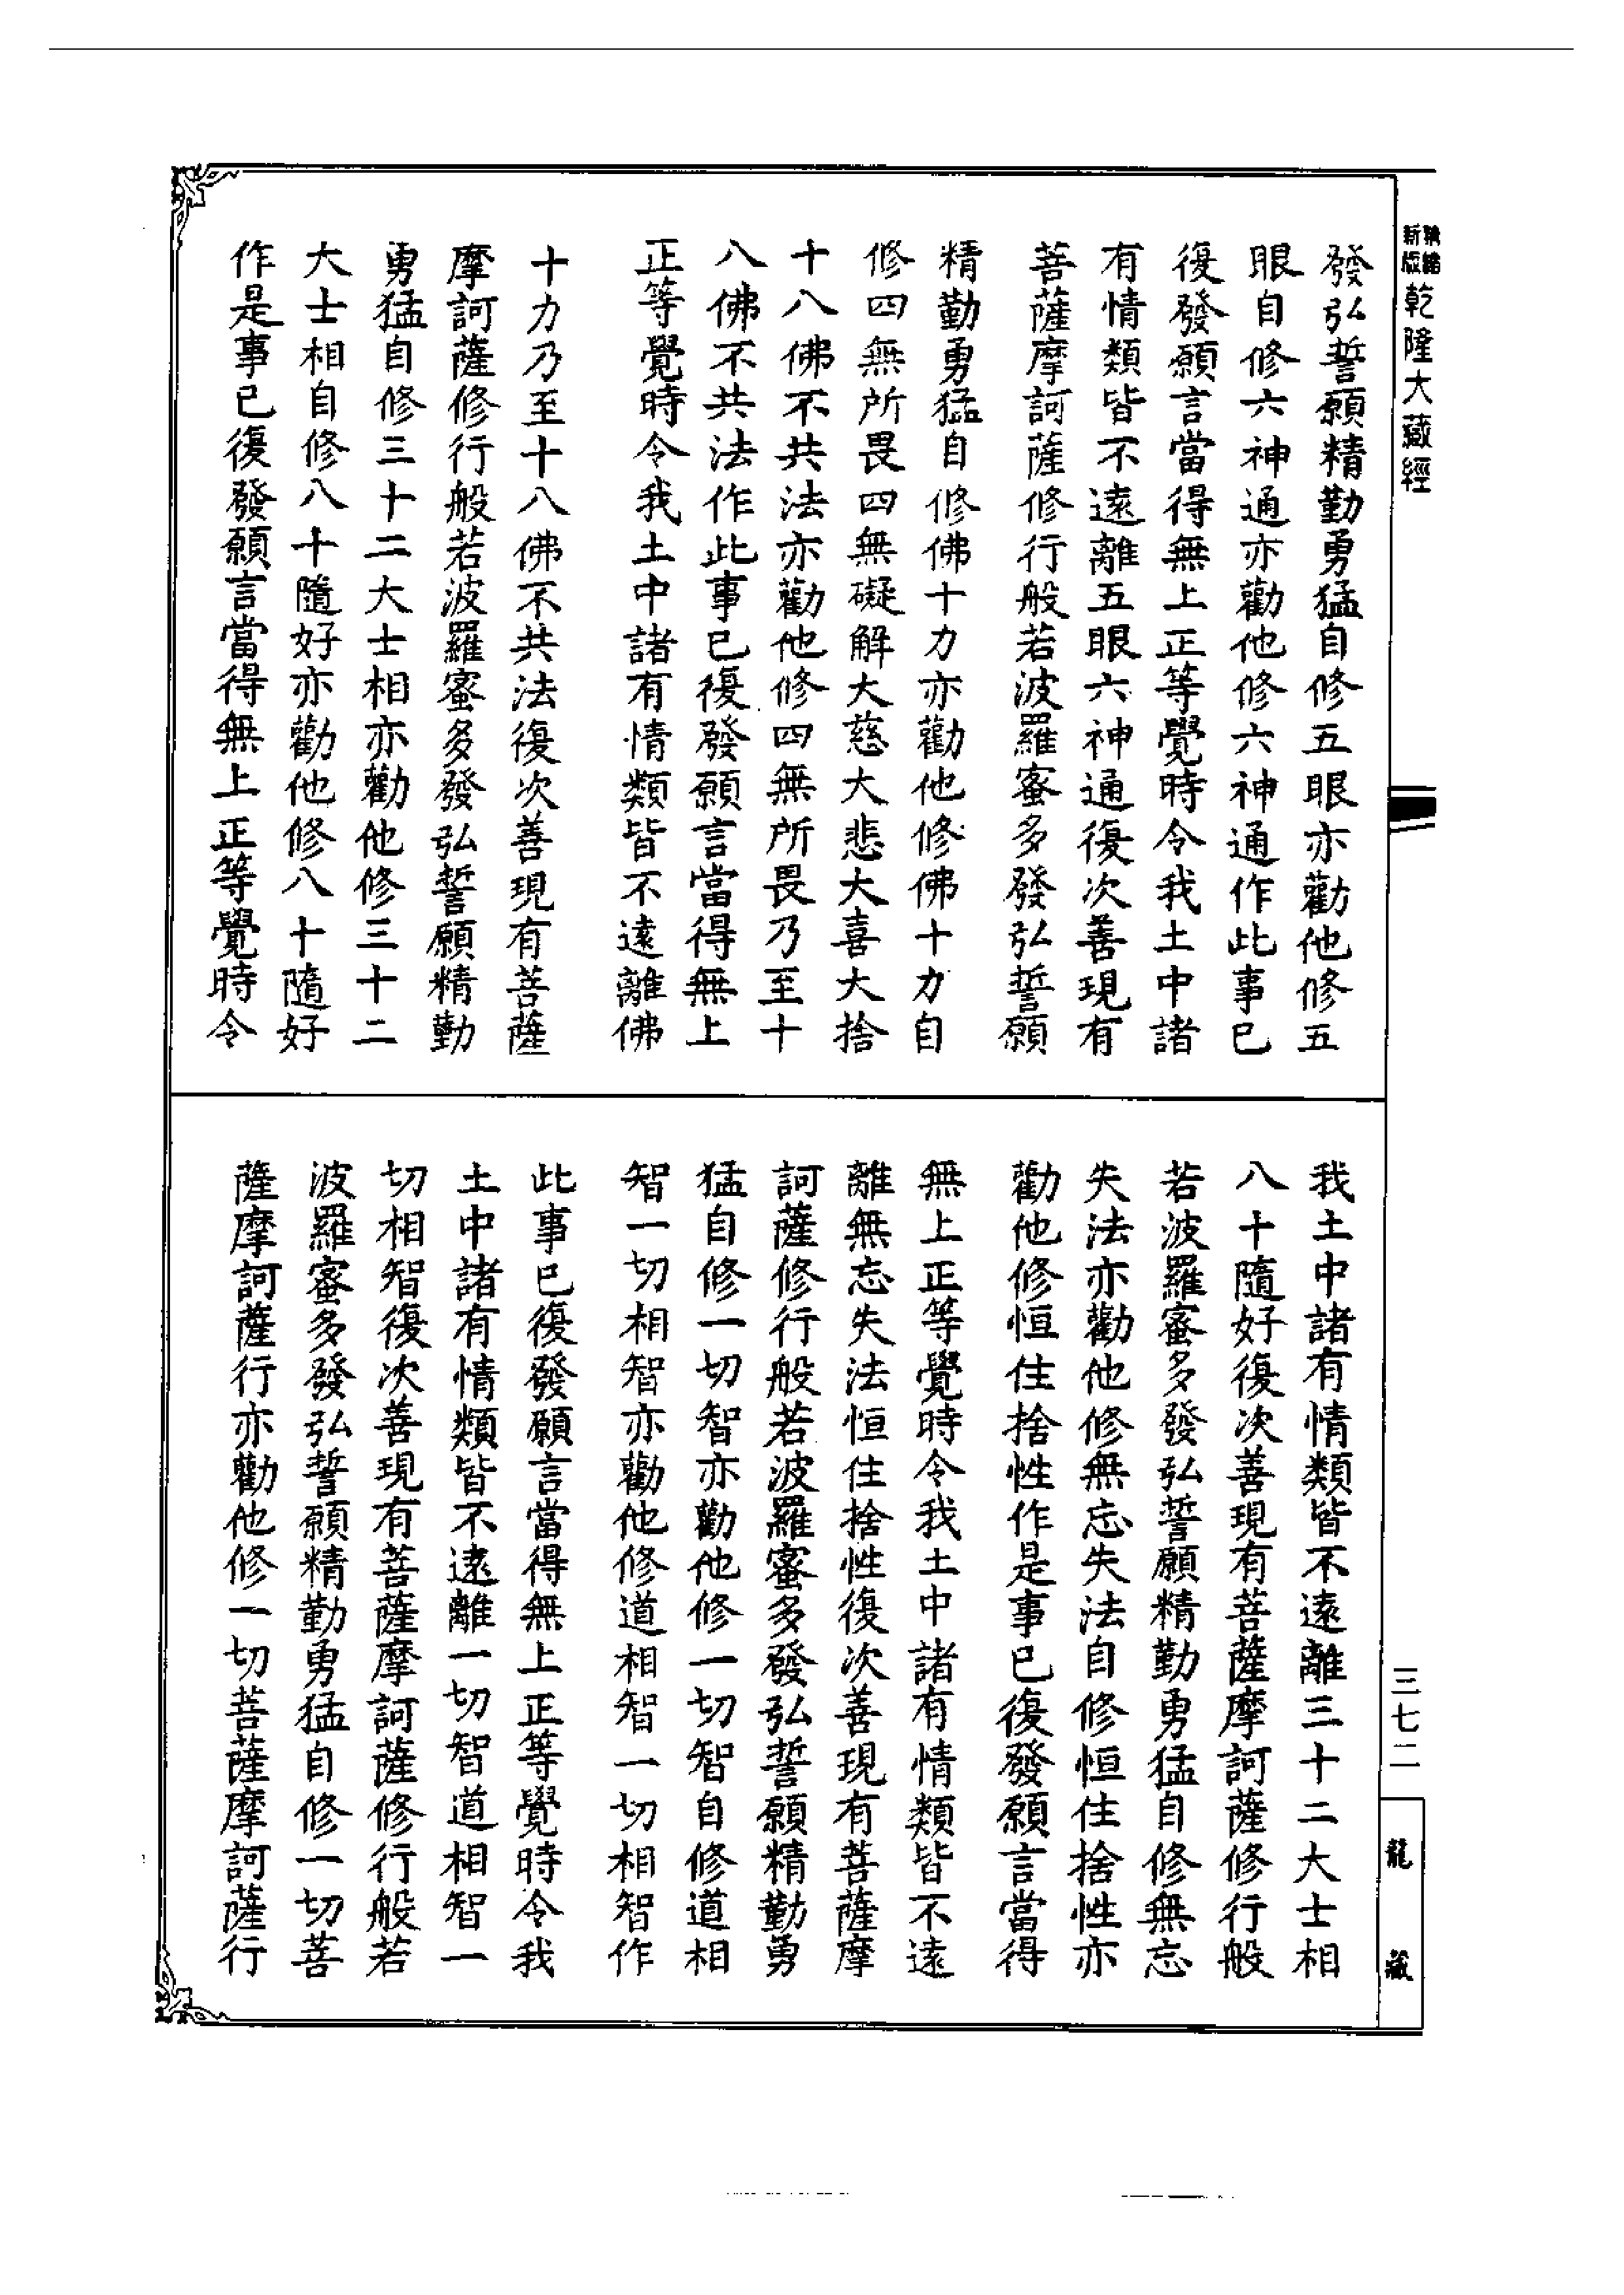 精縮新版乾隆大藏經
發弘誓願精勤勇猛自修五眼亦勸他修五
眼自修六神通亦勸他修六神通作此事已
復發願言當得無上正等覺時令我土中諸
有情類皆不遠離五眼六神通復次善現有
菩薩摩訶薩修行般若波羅蜜多發弘誓願
精勤勇猛自修佛十力亦勸他修佛十力自
修四無所畏四無礙解大慈大悲大喜大捨
十八佛不共法亦勸他修四無所畏乃至十
八佛不共法作此事已復發願言當得無上
正等覺時令我土中諸有情類皆不遠離佛
十力乃至十八佛不共法復次善現有菩薩
摩訶薩修行般若波羅蜜多發弘誓願精勤
勇猛自修三十二大士相亦勸他修三十二
大士相自修八十隨好亦勸他修八十隨好
作是事已復發願言當得無上正等覺時令
我土中諸有情類皆不遠離三十二大士相
八十隨好復次善現有菩薩摩訶薩修行般
若波羅蜜多發弘誓願精勤勇猛自修無忘
失法亦勸他修無忘失法自修恒住捨性亦
勸他修恒住捨性作是事已復發願言當得
無上正等覺時令我土中諸有情類皆不遠
離無忘失法恒住捨性復次善現有菩薩摩
訶薩修行般若波羅蜜多發弘誓願精勤勇
猛自修一切智亦勸他修一切智自修道相
智一切相智亦勸他修道相智一切相智作
此事已復發願言當得無上正等覺時令我
土中諸有情類皆不遠離一切智道相智一
切相智復次善現有菩薩摩訶薩修行般若
波羅蜜多發弘誓願精勤勇猛自修一切菩
薩摩訶薩行亦勸他修一切菩薩摩訶薩行
三七二
龍藏